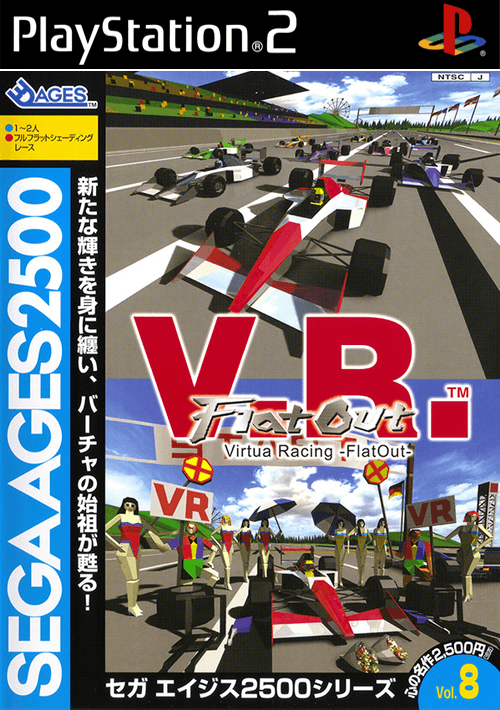 PlayStation®2
NTSC J
AGES™
1~2人
フルフラットシェーディング
レース
SEGA AGES 2500
新たな輝きを身に纏い、バーチャの始祖が甦る!
V.R.™
FlatOut
Virtua Racing -FlatOut-
VR
VR
セガ エイジス2500シリーズ
心の名作2,500円
Vol.8